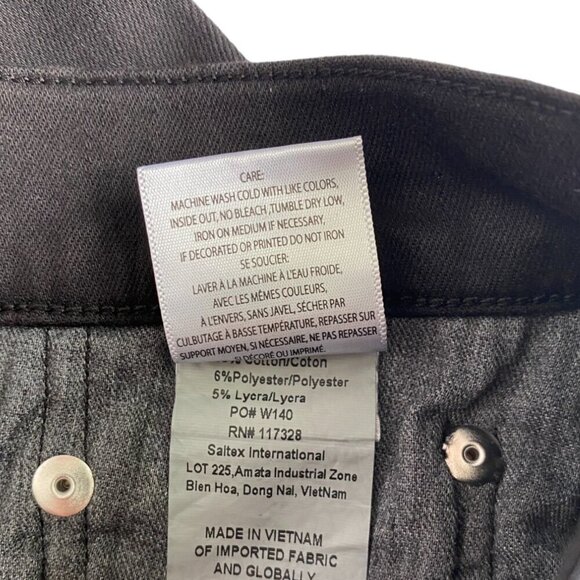 CARE:
MACHINE WASH COLD WITH LIKE COLORS,
INSIDE OUT, NO BLEACH ,TUMBLE DRY LOW,
IRON ON MEDIUM IF NECESSARY,
IF DECORATED OR PRINTED DO NOT IRON
SE SOUCIER:
LAVER À LA MACHINE À L'EAU FROIDE,
AVEC LES MÊMES COULEURS,
À L'ENVERS, SANS JAVEL, SÉCHER PAR
CULBUTAGE À BASSE TEMPÉRATURE, REPASSER SUR
SUPPORT MOYEN, SI NÉCESSAIRE, NE PAS REPASSER
SI DÉCORÉ OU IMPRIMÉ.
Cotton/Coton
6%Polyester/Polyester
5% Lycra/Lycra
PO# W140
RN# 117328
Saitex International
LOT 225,Amata Industrial Zone
Bien Hoa, Dong Nai, VietNam
MADE IN VIETNAM
OF IMPORTED FABRIC
AND GLOBALLY